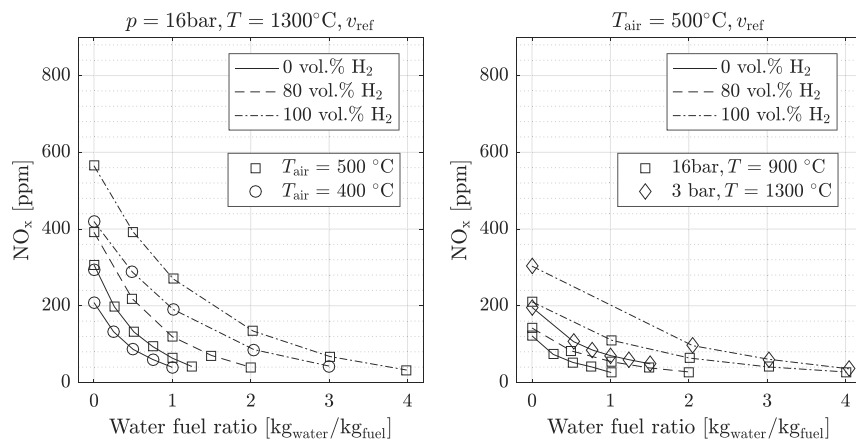 p = 16bar, T = 1300°C, v_ref
800
600
400
200
0
NO_x [ppm]
0 vol.% H₂
80 vol.% H₂
100 vol.% H₂
T_air = 500 °C
T_air = 400 °C
0 1 2 3 4
Water fuel ratio [kg_water/kg_fuel]
T_air = 500°C
800
600
400
200
0
NO_x [ppm]
0 vol.% H₂
80 vol.% H₂
100 vol.% H₂
16bar, T = 900 °C
3 bar, T = 1300 °C
0 1 2 3 4
Water fuel ratio [kg_water/kg_fuel]